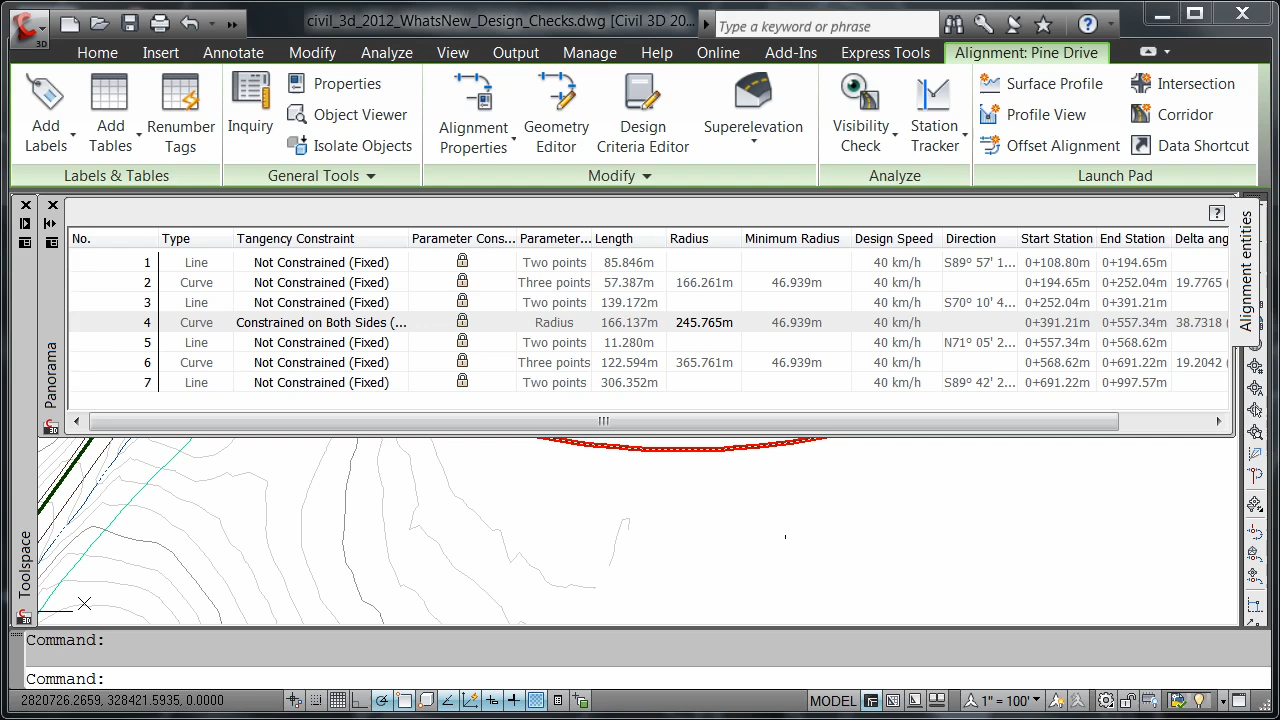 civil_3d_2012_WhatsNew_Design_Checks.dwg [Civil 3D 20...
Type a keyword or phrase
3D
Home Insert Annotate Modify Analyze View Output Manage Help Online Add-Ins Express Tools Alignment: Pine Drive
Add Labels
Add Tables
Renumber Tags
Labels & Tables
Inquiry
Properties
Object Viewer
Isolate Objects
General Tools
Alignment Properties
Geometry Editor
Design Criteria Editor
Superelevation
Modify
Visibility Check
Station Tracker
Analyze
Surface Profile
Profile View
Offset Alignment
Intersection
Corridor
Data Shortcut
Launch Pad
?
No. Type Tangency Constraint Parameter Cons... Parameter... Length Radius Minimum Radius Design Speed Direction Start Station End Station Delta ang
1 Line Not Constrained (Fixed) Two points 85.846m 40 km/h S89° 57' 1... 0+108.80m 0+194.65m
2 Curve Not Constrained (Fixed) Three points 57.387m 166.261m 46.939m 40 km/h 0+194.65m 0+252.04m 19.7765 (
3 Line Not Constrained (Fixed) Two points 139.172m 40 km/h S70° 10' 4... 0+252.04m 0+391.21m
4 Curve Constrained on Both Sides (... Radius 166.137m 245.765m 46.939m 40 km/h 0+391.21m 0+557.34m 38.7318 (
5 Line Not Constrained (Fixed) Two points 11.280m 40 km/h N71° 05' 2... 0+557.34m 0+568.62m
6 Curve Not Constrained (Fixed) Three points 122.594m 365.761m 46.939m 40 km/h 0+568.62m 0+691.22m 19.2042 (
7 Line Not Constrained (Fixed) Two points 306.352m 40 km/h S89° 42' 2... 0+691.22m 0+997.57m
Alignment entities
Panorama
Toolspace
Command:
Command:
2820726.2659, 328421.5935, 0.0000
MODEL
1" = 100'